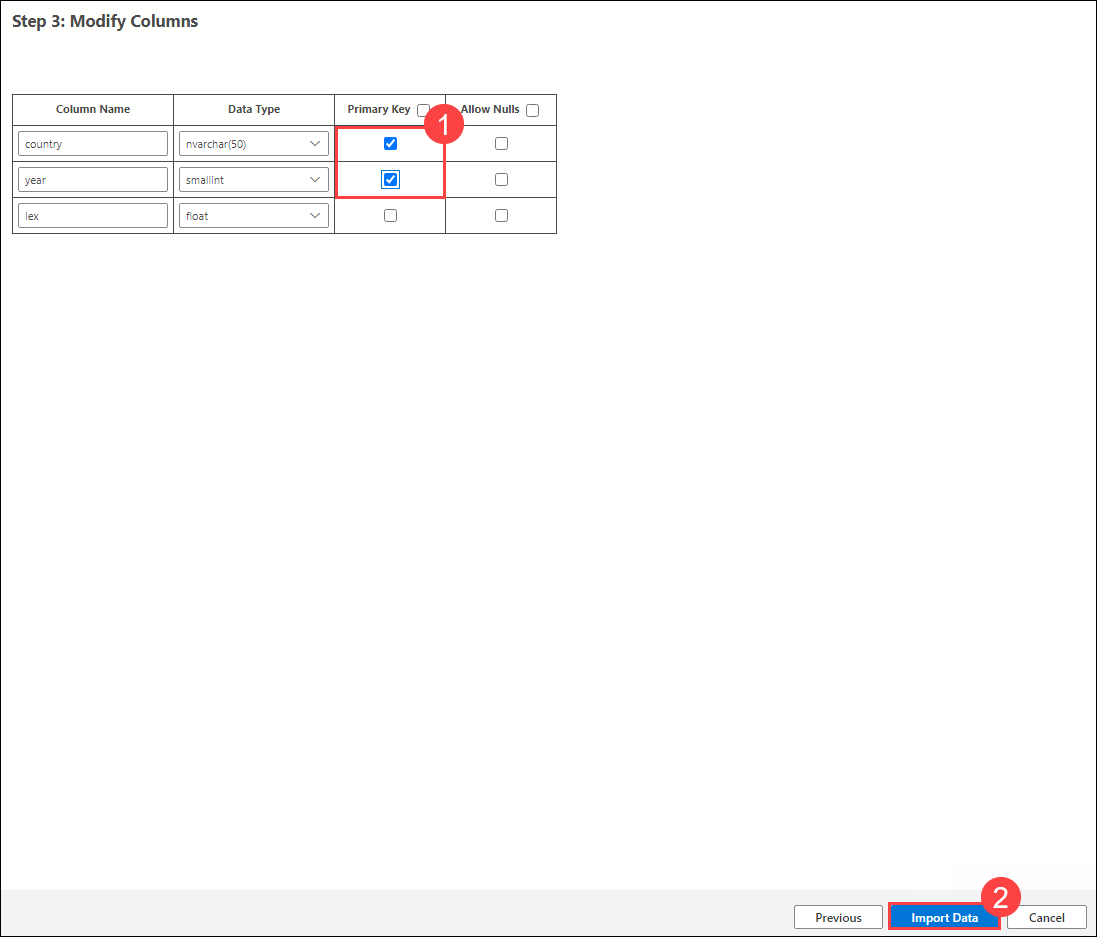 Step 3: Modify Columns
Column Name Data Type Primary Key Allow Nulls
1
country nvarchar(50)
year smallint
lex float
2
Previous Import Data Cancel